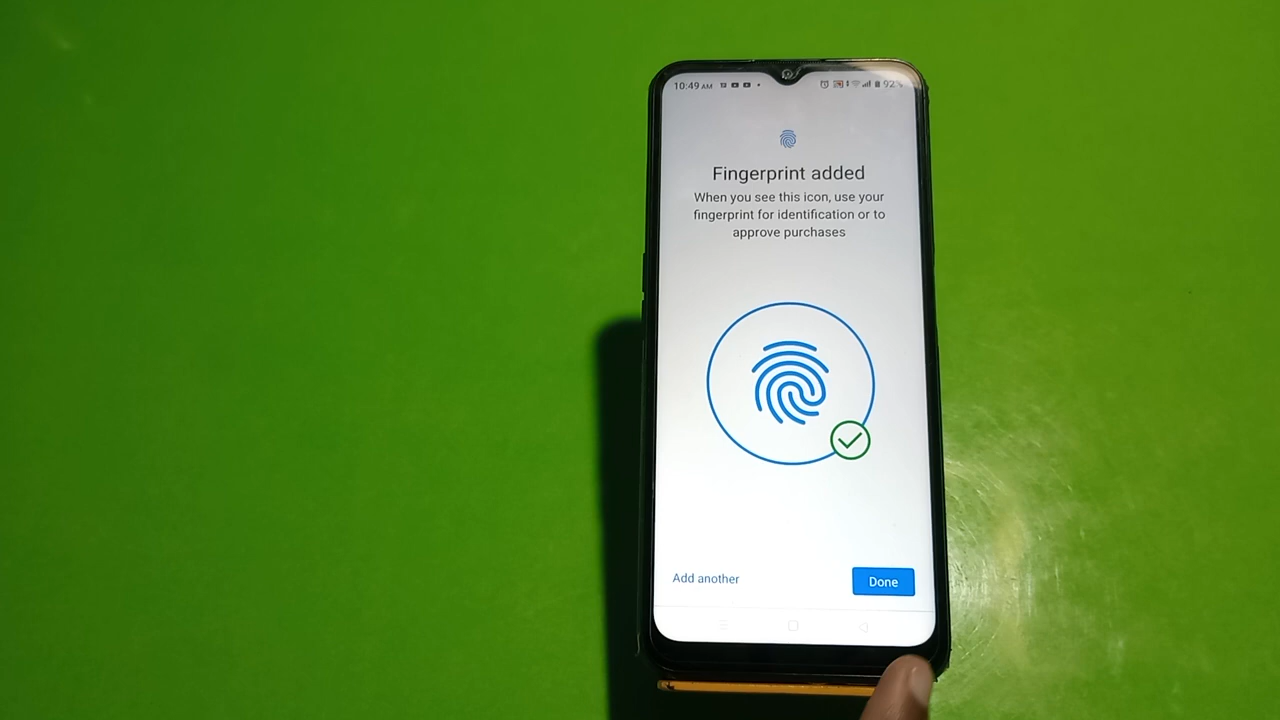 10:49 AM
92%
Fingerprint added
When you see this icon, use your
fingerprint for identification or to
approve purchases
Add another
Done